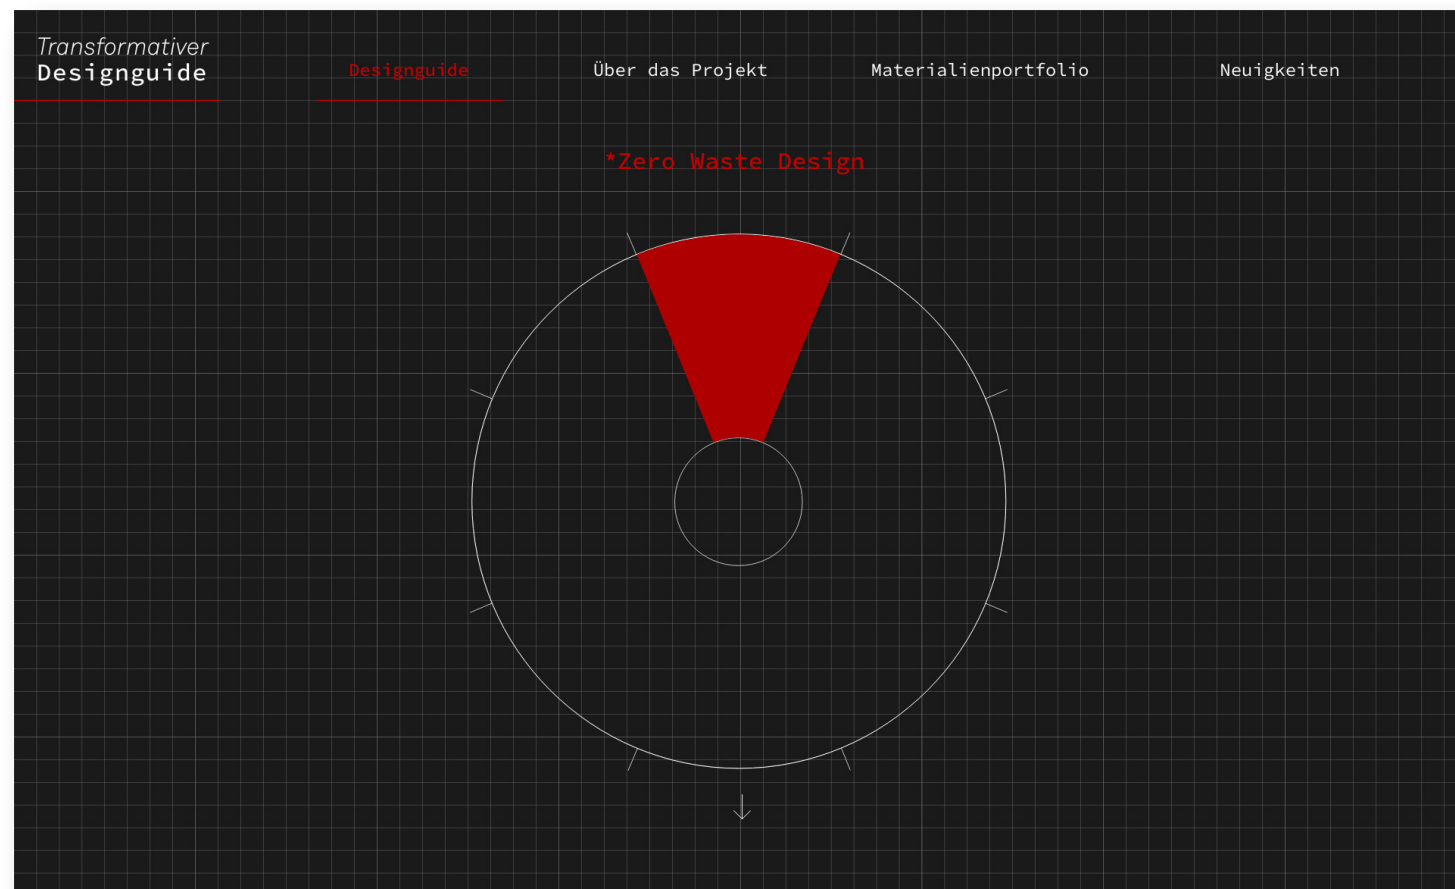 Transformativer
Designguide
Designguide
Über das Projekt
Materialienportfolio
Neuigkeiten
*Zero Waste Design